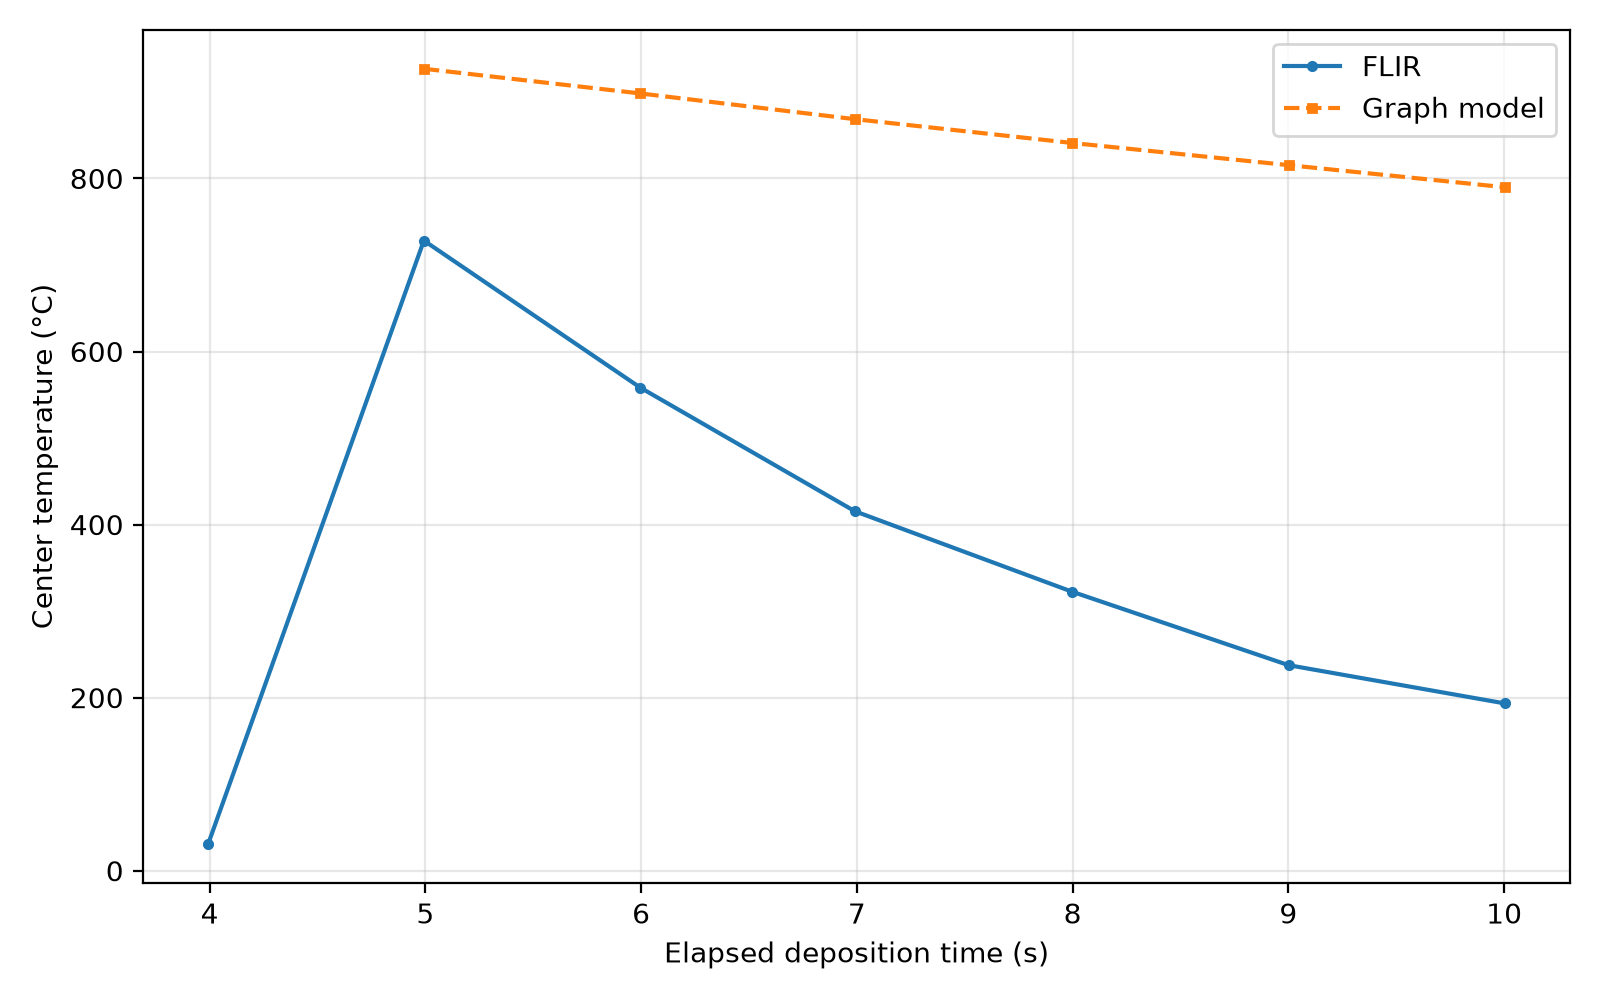 FLIR
Graph model
800
600
400
200
0
Center temperature (°C)
4 5 6 7 8 9 10
Elapsed deposition time (s)